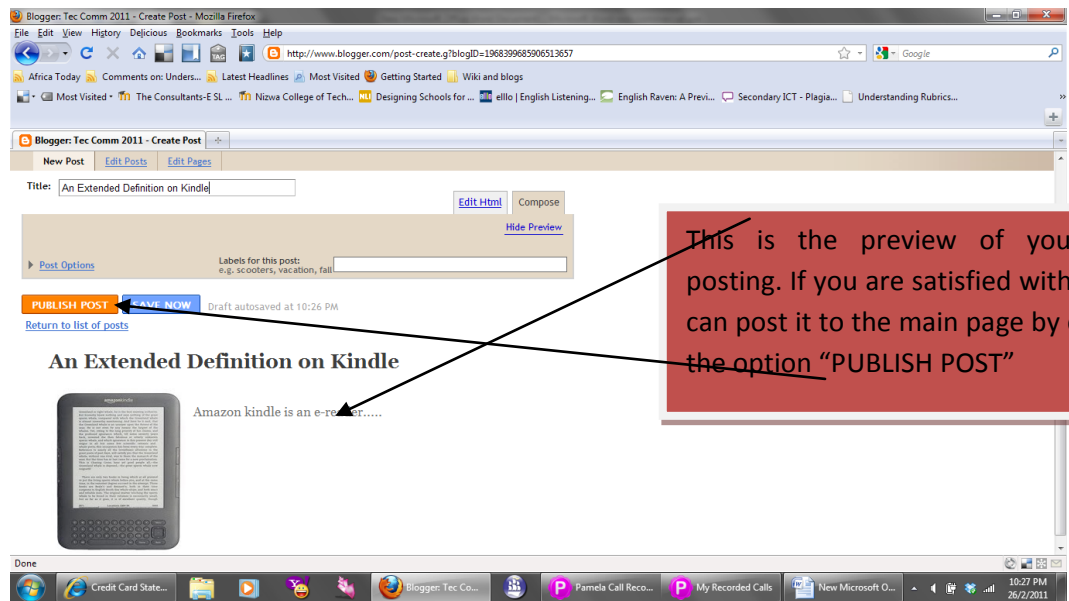 Blogger: Tec Comm 2011 - Create Post - Mozilla Firefox
File Edit View History Delicious Bookmarks Tools Help
http://www.blogger.com/post-create.g?blogID=1968399685906513657
Google
Africa Today Comments on: Unders... Latest Headlines Most Visited Getting Started Wiki and blogs
Most Visited The Consultants-E SL ... Nizwa College of Tech... NLI Designing Schools for ... elllo | English Listening... English Raven: A Previ... Secondary ICT - Plagia... Understanding Rubrics...
Blogger: Tec Comm 2011 - Create Post
New Post Edit Posts Edit Pages
Title: An Extended Definition on Kindle
Edit Html Compose
Hide Preview
Post Options
Labels for this post:
e.g. scooters, vacation, fall
PUBLISH POST SAVE NOW Draft autosaved at 10:26 PM
Return to list of posts
This is the preview of you
posting. If you are satisfied with
can post it to the main page by
the option “PUBLISH POST”
An Extended Definition on Kindle
amazonkindle
Amazon kindle is an e-reader.....
Done
Credit Card State... Blogger: Tec Co... Pamela Call Reco... My Recorded Calls New Microsoft O... 10:27 PM
26/2/2011